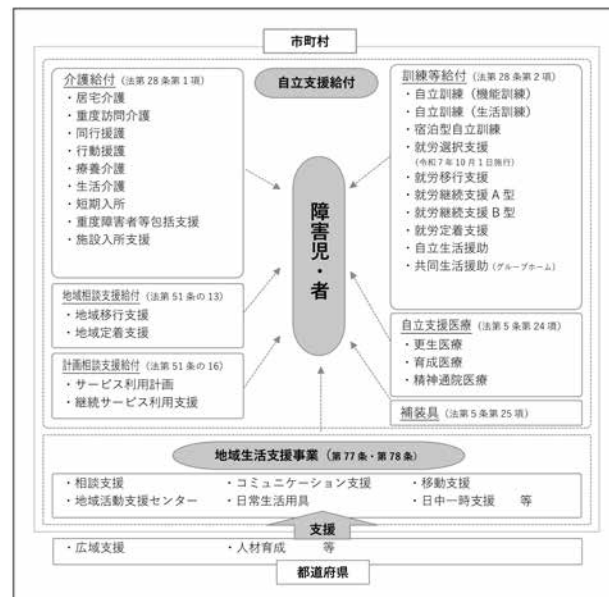 市町村
介護給付（法第28条第1項）
・居宅介護
・重度訪問介護
・同行援護
・行動援護
・療養介護
・生活介護
・短期入所
・重度障害者等包括支援
・施設入所支援
自立支援給付
訓練等給付（法第28条第2項）
・自立訓練（機能訓練）
・自立訓練（生活訓練）
・宿泊型自立訓練
・就労選択支援
（令和7年10月1日施行）
・就労移行支援
・就労継続支援A型
・就労継続支援B型
・就労定着支援
・自立生活援助
・共同生活援助（グループホーム）
障害児・者
地域相談支援給付（法第51条の13）
・地域移行支援
・地域定着支援
計画相談支援給付（法第51条の16）
・サービス利用計画
・継続サービス利用支援
自立支援医療（法第5条第24項）
・更生医療
・育成医療
・精神通院医療
補装具（法第5条第25項）
地域生活支援事業（第77条・第78条）
・相談支援 ・コミュニケーション支援 ・移動支援
・地域活動支援センター ・日常生活用具 ・日中一時支援 等
支援
・広域支援 ・人材育成 等
都道府県